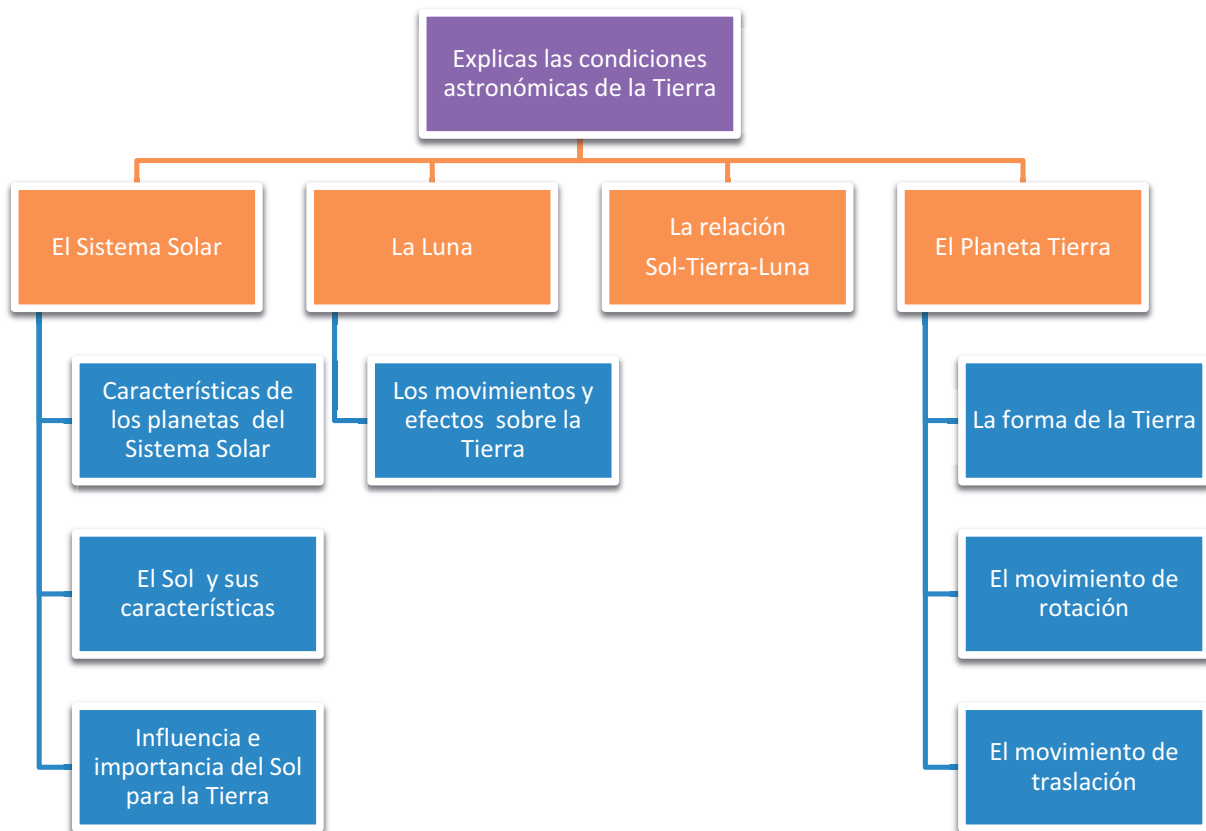 Explicas las condiciones
astronómicas de la Tierra
El Sistema Solar
La Luna
La relación
Sol-Tierra-Luna
El Planeta Tierra
Características de
los planetas del
Sistema Solar
El Sol y sus
características
Influencia e
importancia del Sol
para la Tierra
Los movimientos y
efectos sobre la
Tierra
La forma de la Tierra
El movimiento de
rotación
El movimiento de
traslación